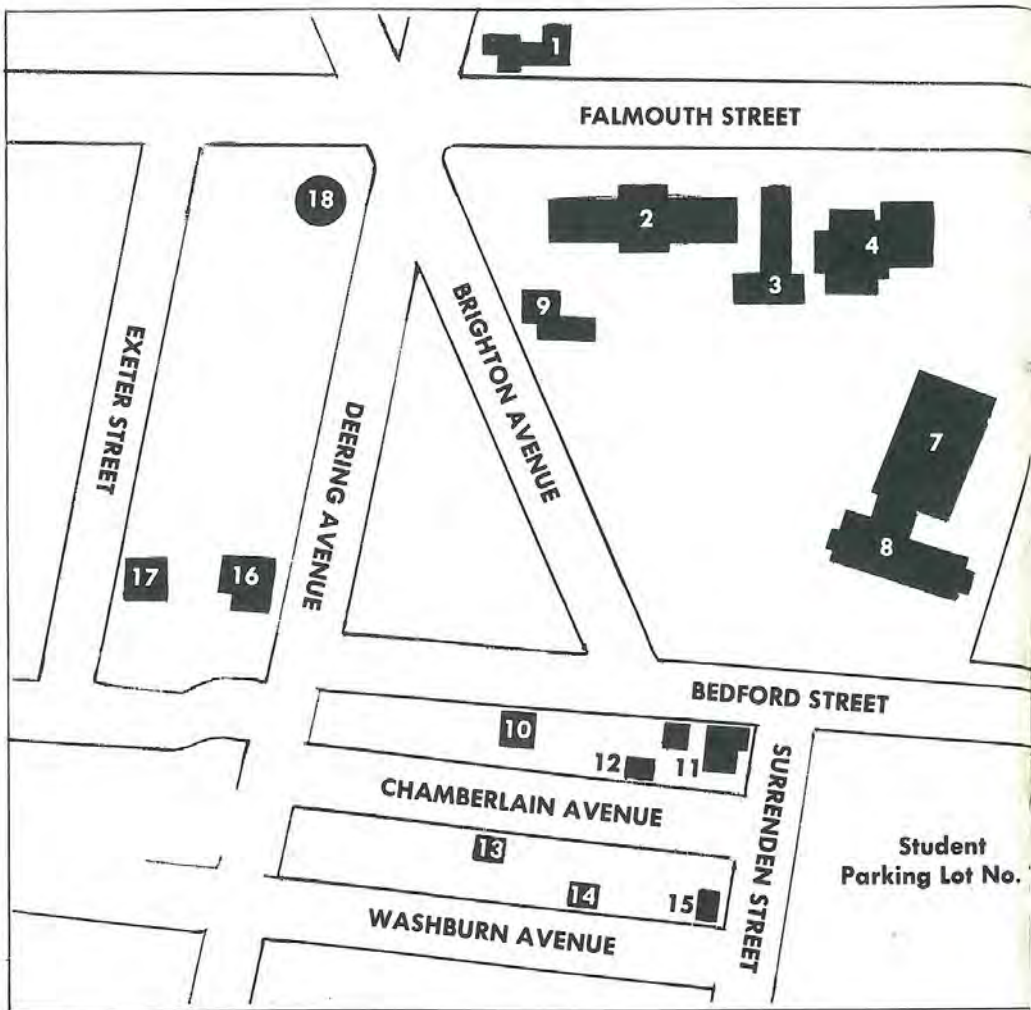 1
FALMOUTH STREET
18
2
3
4
9
BRIGHTON AVENUE
EXETER STREET
DEERING AVENUE
7
8
17
16
BEDFORD STREET
10
12
11
SURRENDEN STREET
CHAMBERLAIN AVENUE
13
14
15
WASHBURN AVENUE
Student
Parking Lot No.